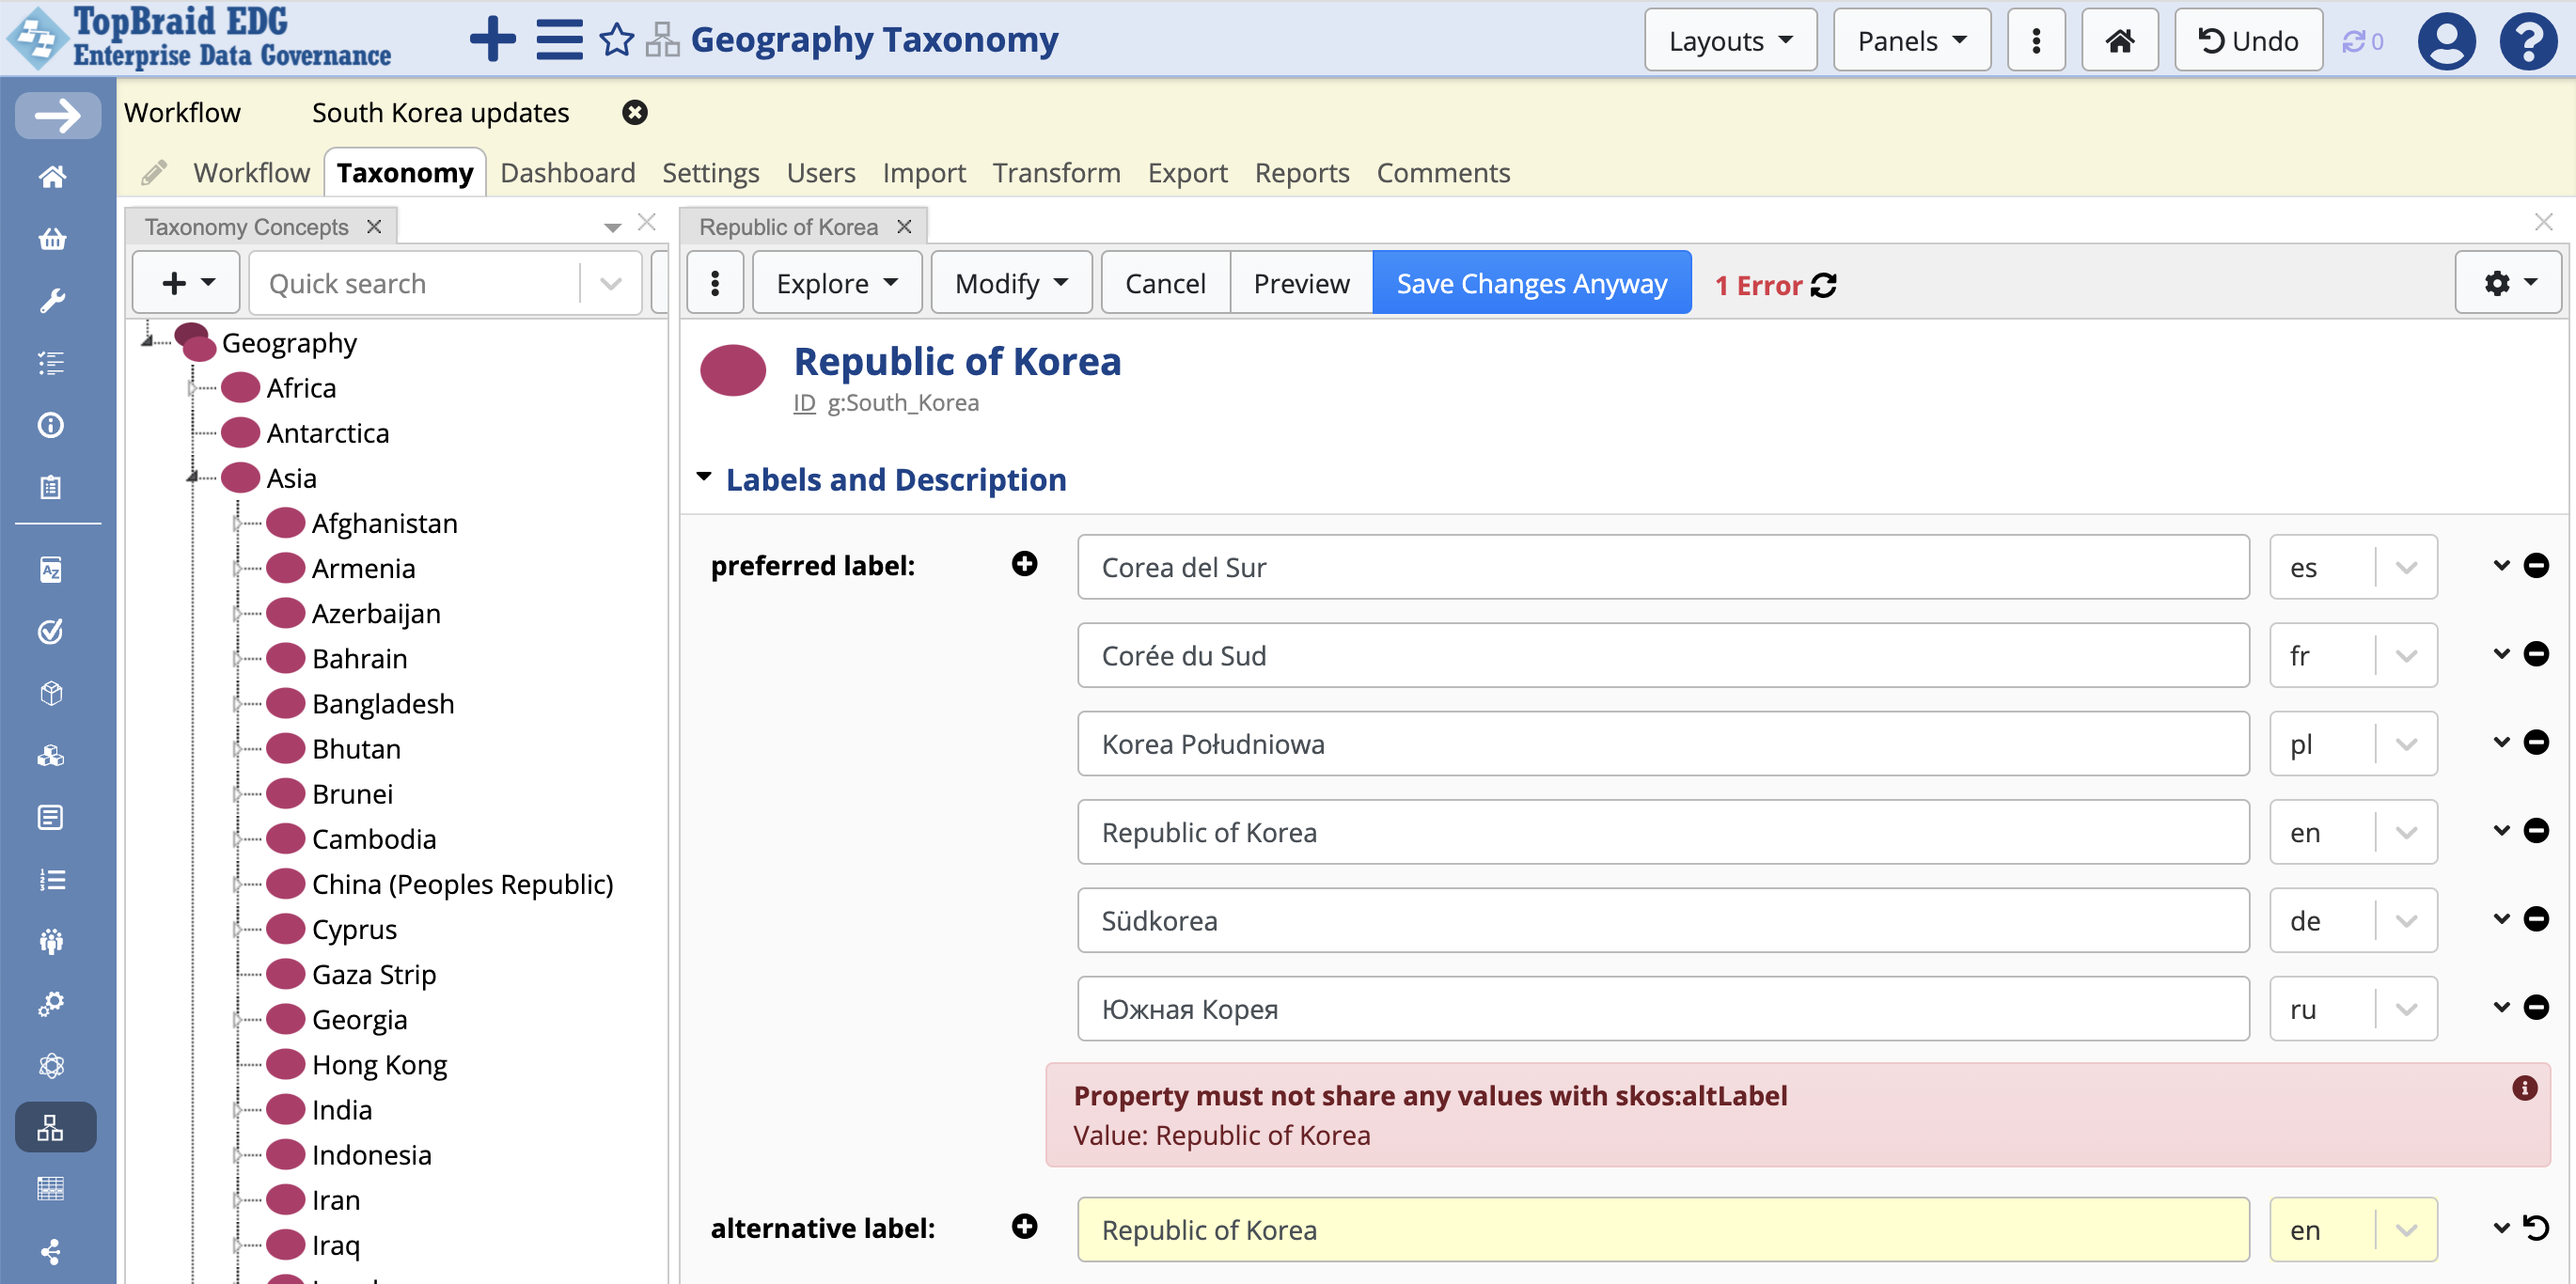 TopBraid EDG
Enterprise Data Governance
Geography Taxonomy
Layouts
Panels
Undo
0
Workflow
South Korea updates
Workflow
Taxonomy
Dashboard
Settings
Users
Import
Transform
Export
Reports
Comments
Taxonomy Concepts
Quick search
Geography
Africa
Antarctica
Asia
Afghanistan
Armenia
Azerbaijan
Bahrain
Bangladesh
Bhutan
Brunei
Cambodia
China (Peoples Republic)
Cyprus
Gaza Strip
Georgia
Hong Kong
India
Indonesia
Iran
Iraq
Republic of Korea
Explore
Modify
Cancel
Preview
Save Changes Anyway
1 Error
Republic of Korea
ID g:South_Korea
Labels and Description
preferred label:
Corea del Sur
es
Corée du Sud
fr
Korea Południowa
pl
Republic of Korea
en
Südkorea
de
Южная Корея
ru
Property must not share any values with skos:altLabel
Value: Republic of Korea
alternative label:
Republic of Korea
en